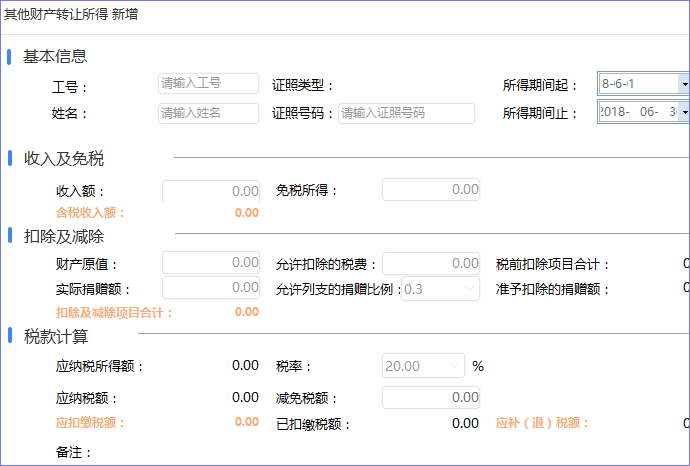 其他财产转让所得 新增
基本信息
工号： 请输入工号 证照类型： 所得期间起： 8-6-1
姓名： 请输入姓名 证照号码： 请输入证照号码 所得期间止： 2018- 06- 3
收入及免税
收入额： 0.00 免税所得： 0.00
含税收入额： 0.00
扣除及减除
财产原值： 0.00 允许扣除的税费： 0.00 税前扣除项目合计： 0
实际捐赠额： 0.00 允许列支的捐赠比例： 0.3 准予扣除的捐赠额： 0
扣除及减除项目合计： 0.00
税款计算
应纳税所得额： 0.00 税率： 20.00 %
应纳税额： 0.00 减免税额： 0.00
应扣缴税额： 0.00 已扣缴税额： 0.00 应补（退）税额： 0
备注：